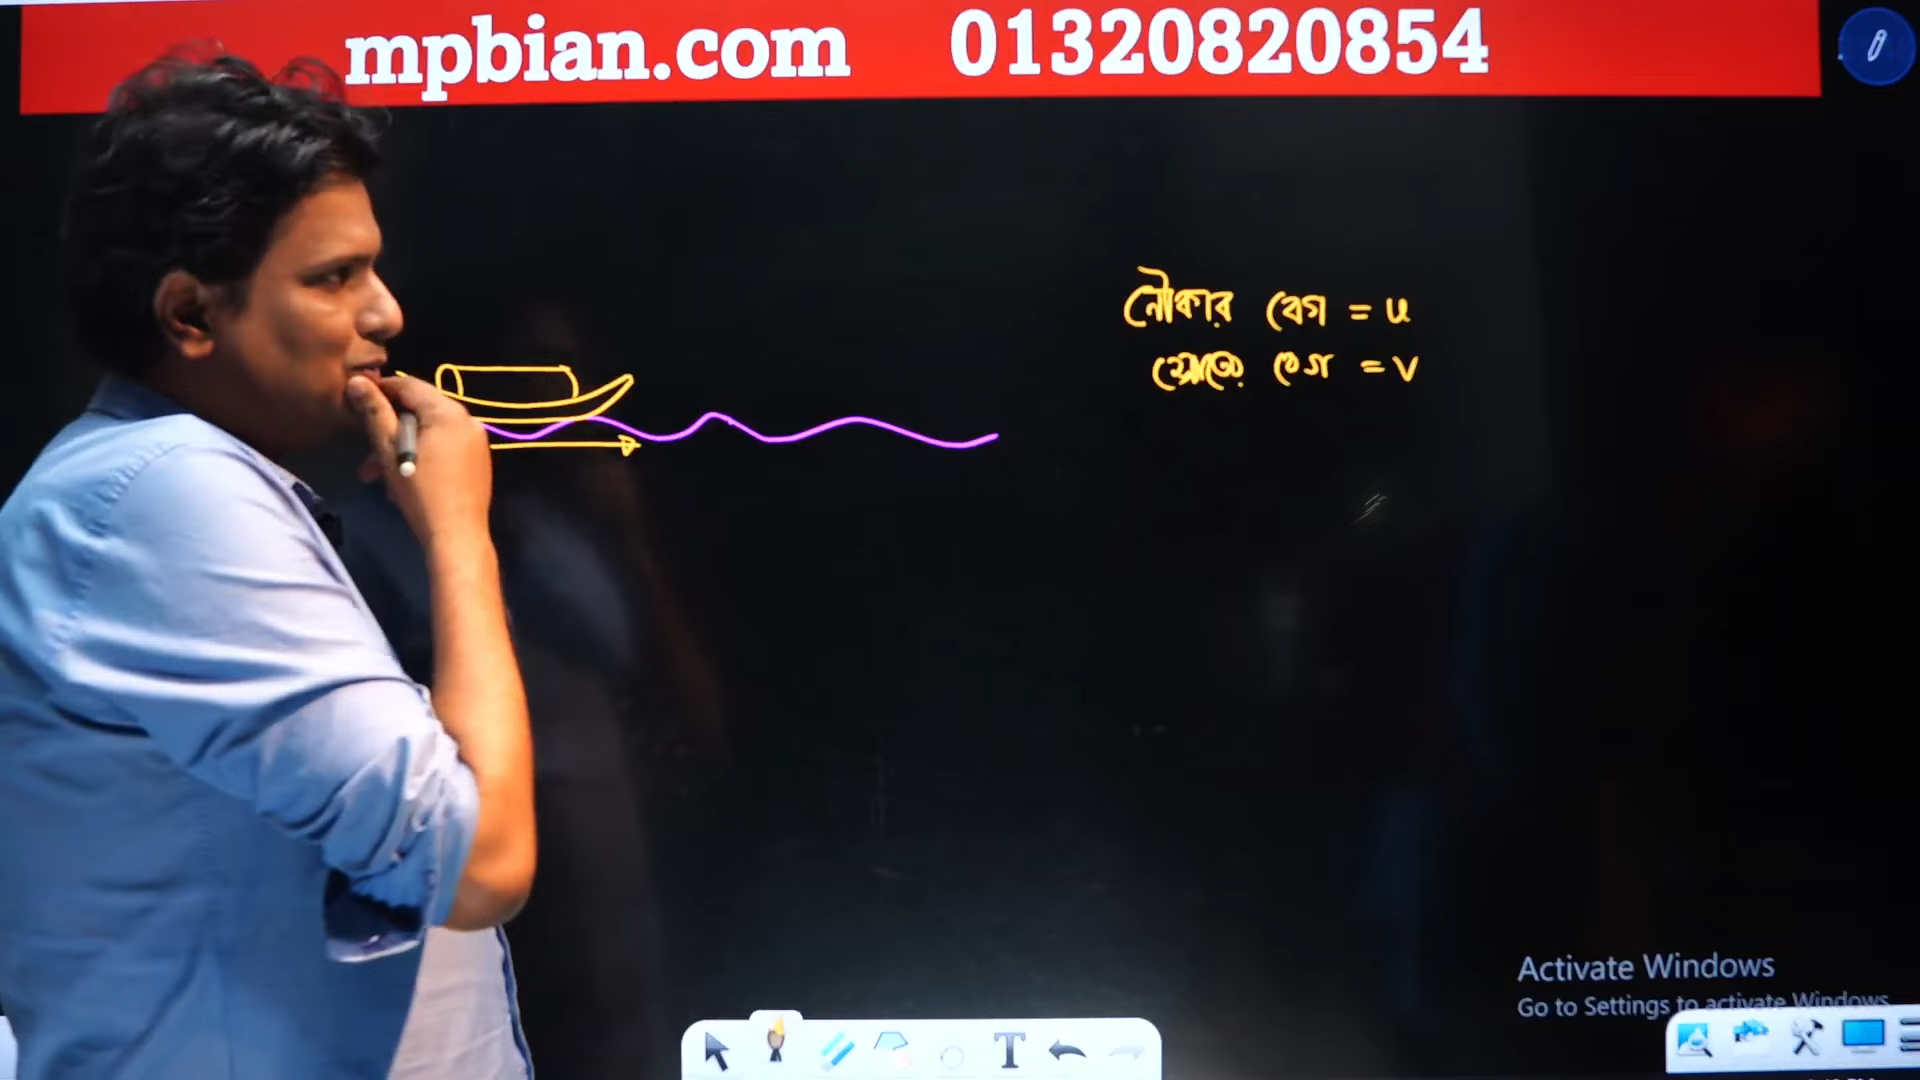 mpbian.com 01320820854
নৌকার বেগ = u
স্রোতের বেগ = v
Activate Windows
Go to Settings to activate Windows.
T